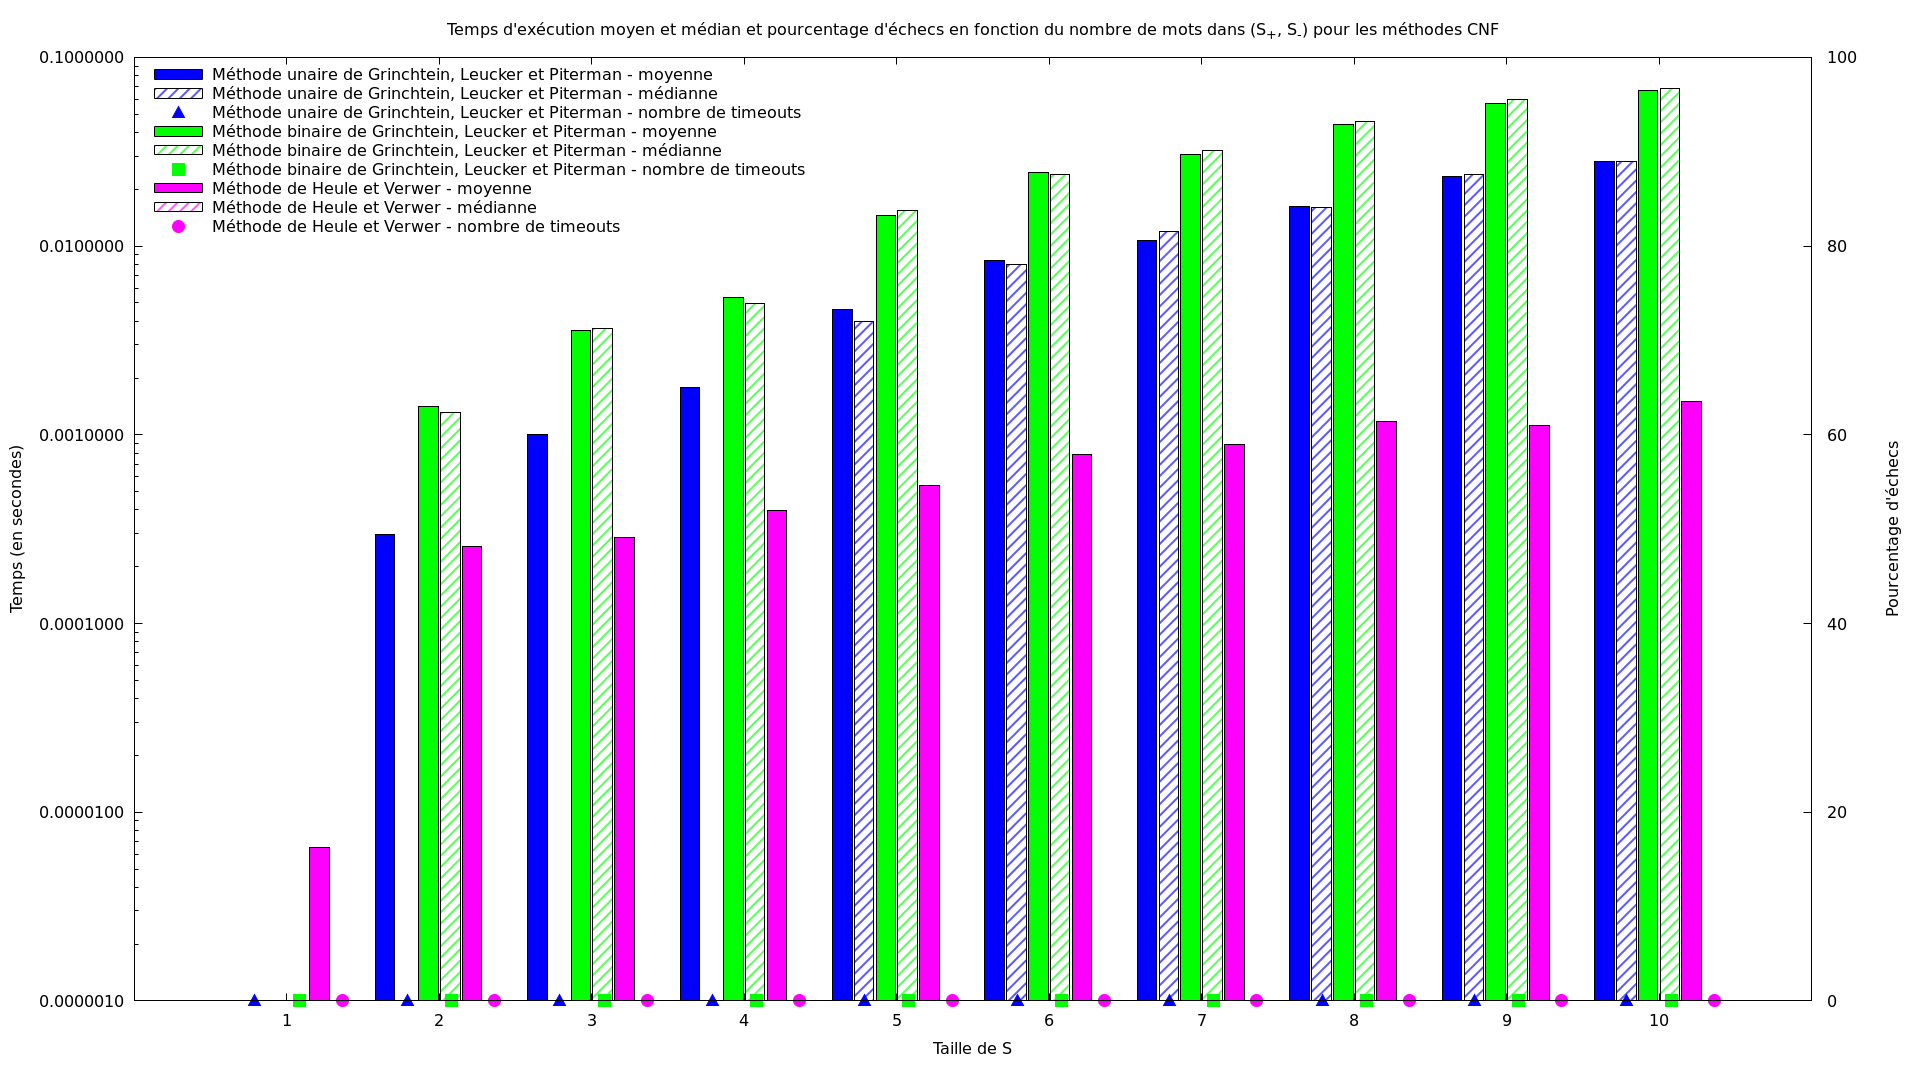 Temps d'exécution moyen et médian et pourcentage d'échecs en fonction du nombre de mots dans (S+, S-) pour les méthodes CNF
Méthode unaire de Grinchtein, Leucker et Piterman - moyenne
Méthode unaire de Grinchtein, Leucker et Piterman - médianne
Méthode unaire de Grinchtein, Leucker et Piterman - nombre de timeouts
Méthode binaire de Grinchtein, Leucker et Piterman - moyenne
Méthode binaire de Grinchtein, Leucker et Piterman - médianne
Méthode binaire de Grinchtein, Leucker et Piterman - nombre de timeouts
Méthode de Heule et Verwer - moyenne
Méthode de Heule et Verwer - médianne
Méthode de Heule et Verwer - nombre de timeouts
Temps (en secondes)
0.1000000
0.0100000
0.0010000
0.0001000
0.0000100
0.0000010
100
80
60
40
20
0
Pourcentage d'échecs
1 2 3 4 5 6 7 8 9 10
Taille de S